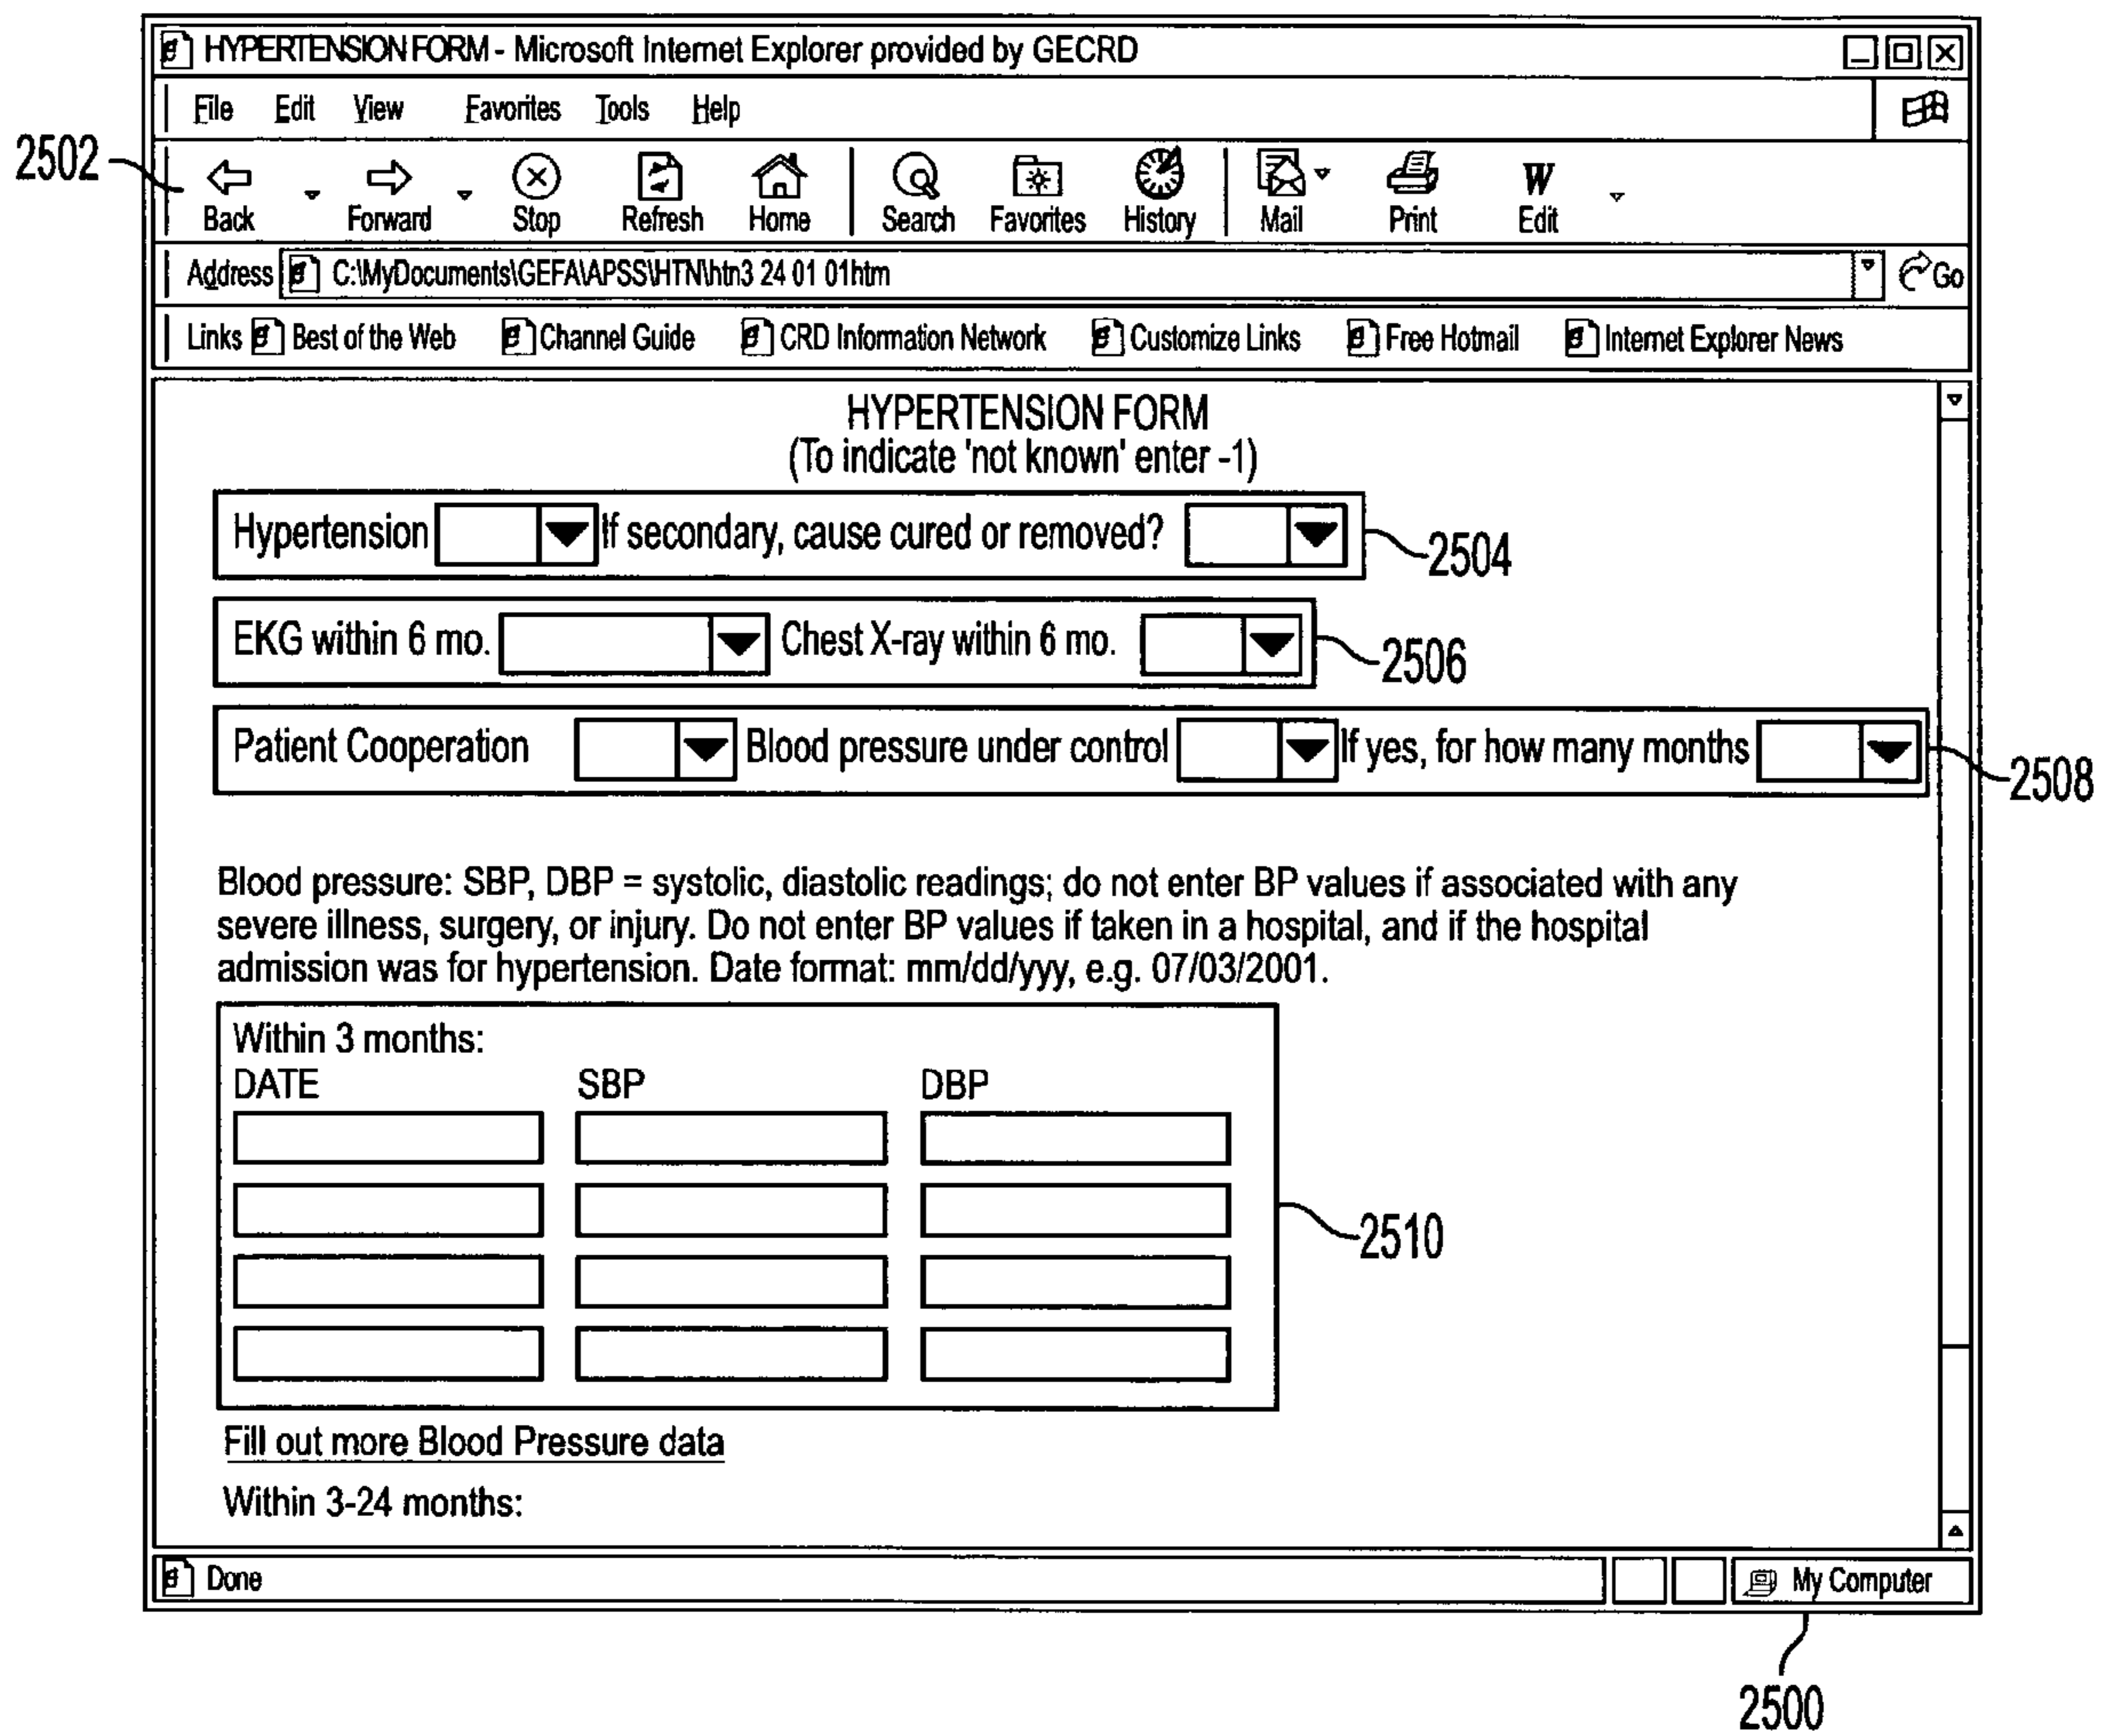 HYPERTENSION FORM - Microsoft Internet Explorer provided by GECRD
File Edit View Favorites Tools Help
2502
Back Forward Stop Refresh Home Search Favorites History Mail Print Edit
Address C:\MyDocuments\GEFA\APSS\HTN\htn3 24 01 01htm Go
Links Best of the Web Channel Guide CRD Information Network Customize Links Free Hotmail Internet Explorer News
HYPERTENSION FORM
(To indicate 'not known' enter -1)
Hypertension If secondary, cause cured or removed? 2504
EKG within 6 mo. Chest X-ray within 6 mo. 2506
Patient Cooperation Blood pressure under control If yes, for how many months 2508
Blood pressure: SBP, DBP = systolic, diastolic readings; do not enter BP values if associated with any
severe illness, surgery, or injury. Do not enter BP values if taken in a hospital, and if the hospital
admission was for hypertension. Date format: mm/dd/yyy, e.g. 07/03/2001.
Within 3 months:
DATE SBP DBP
2510
Fill out more Blood Pressure data
Within 3-24 months:
Done My Computer
2500